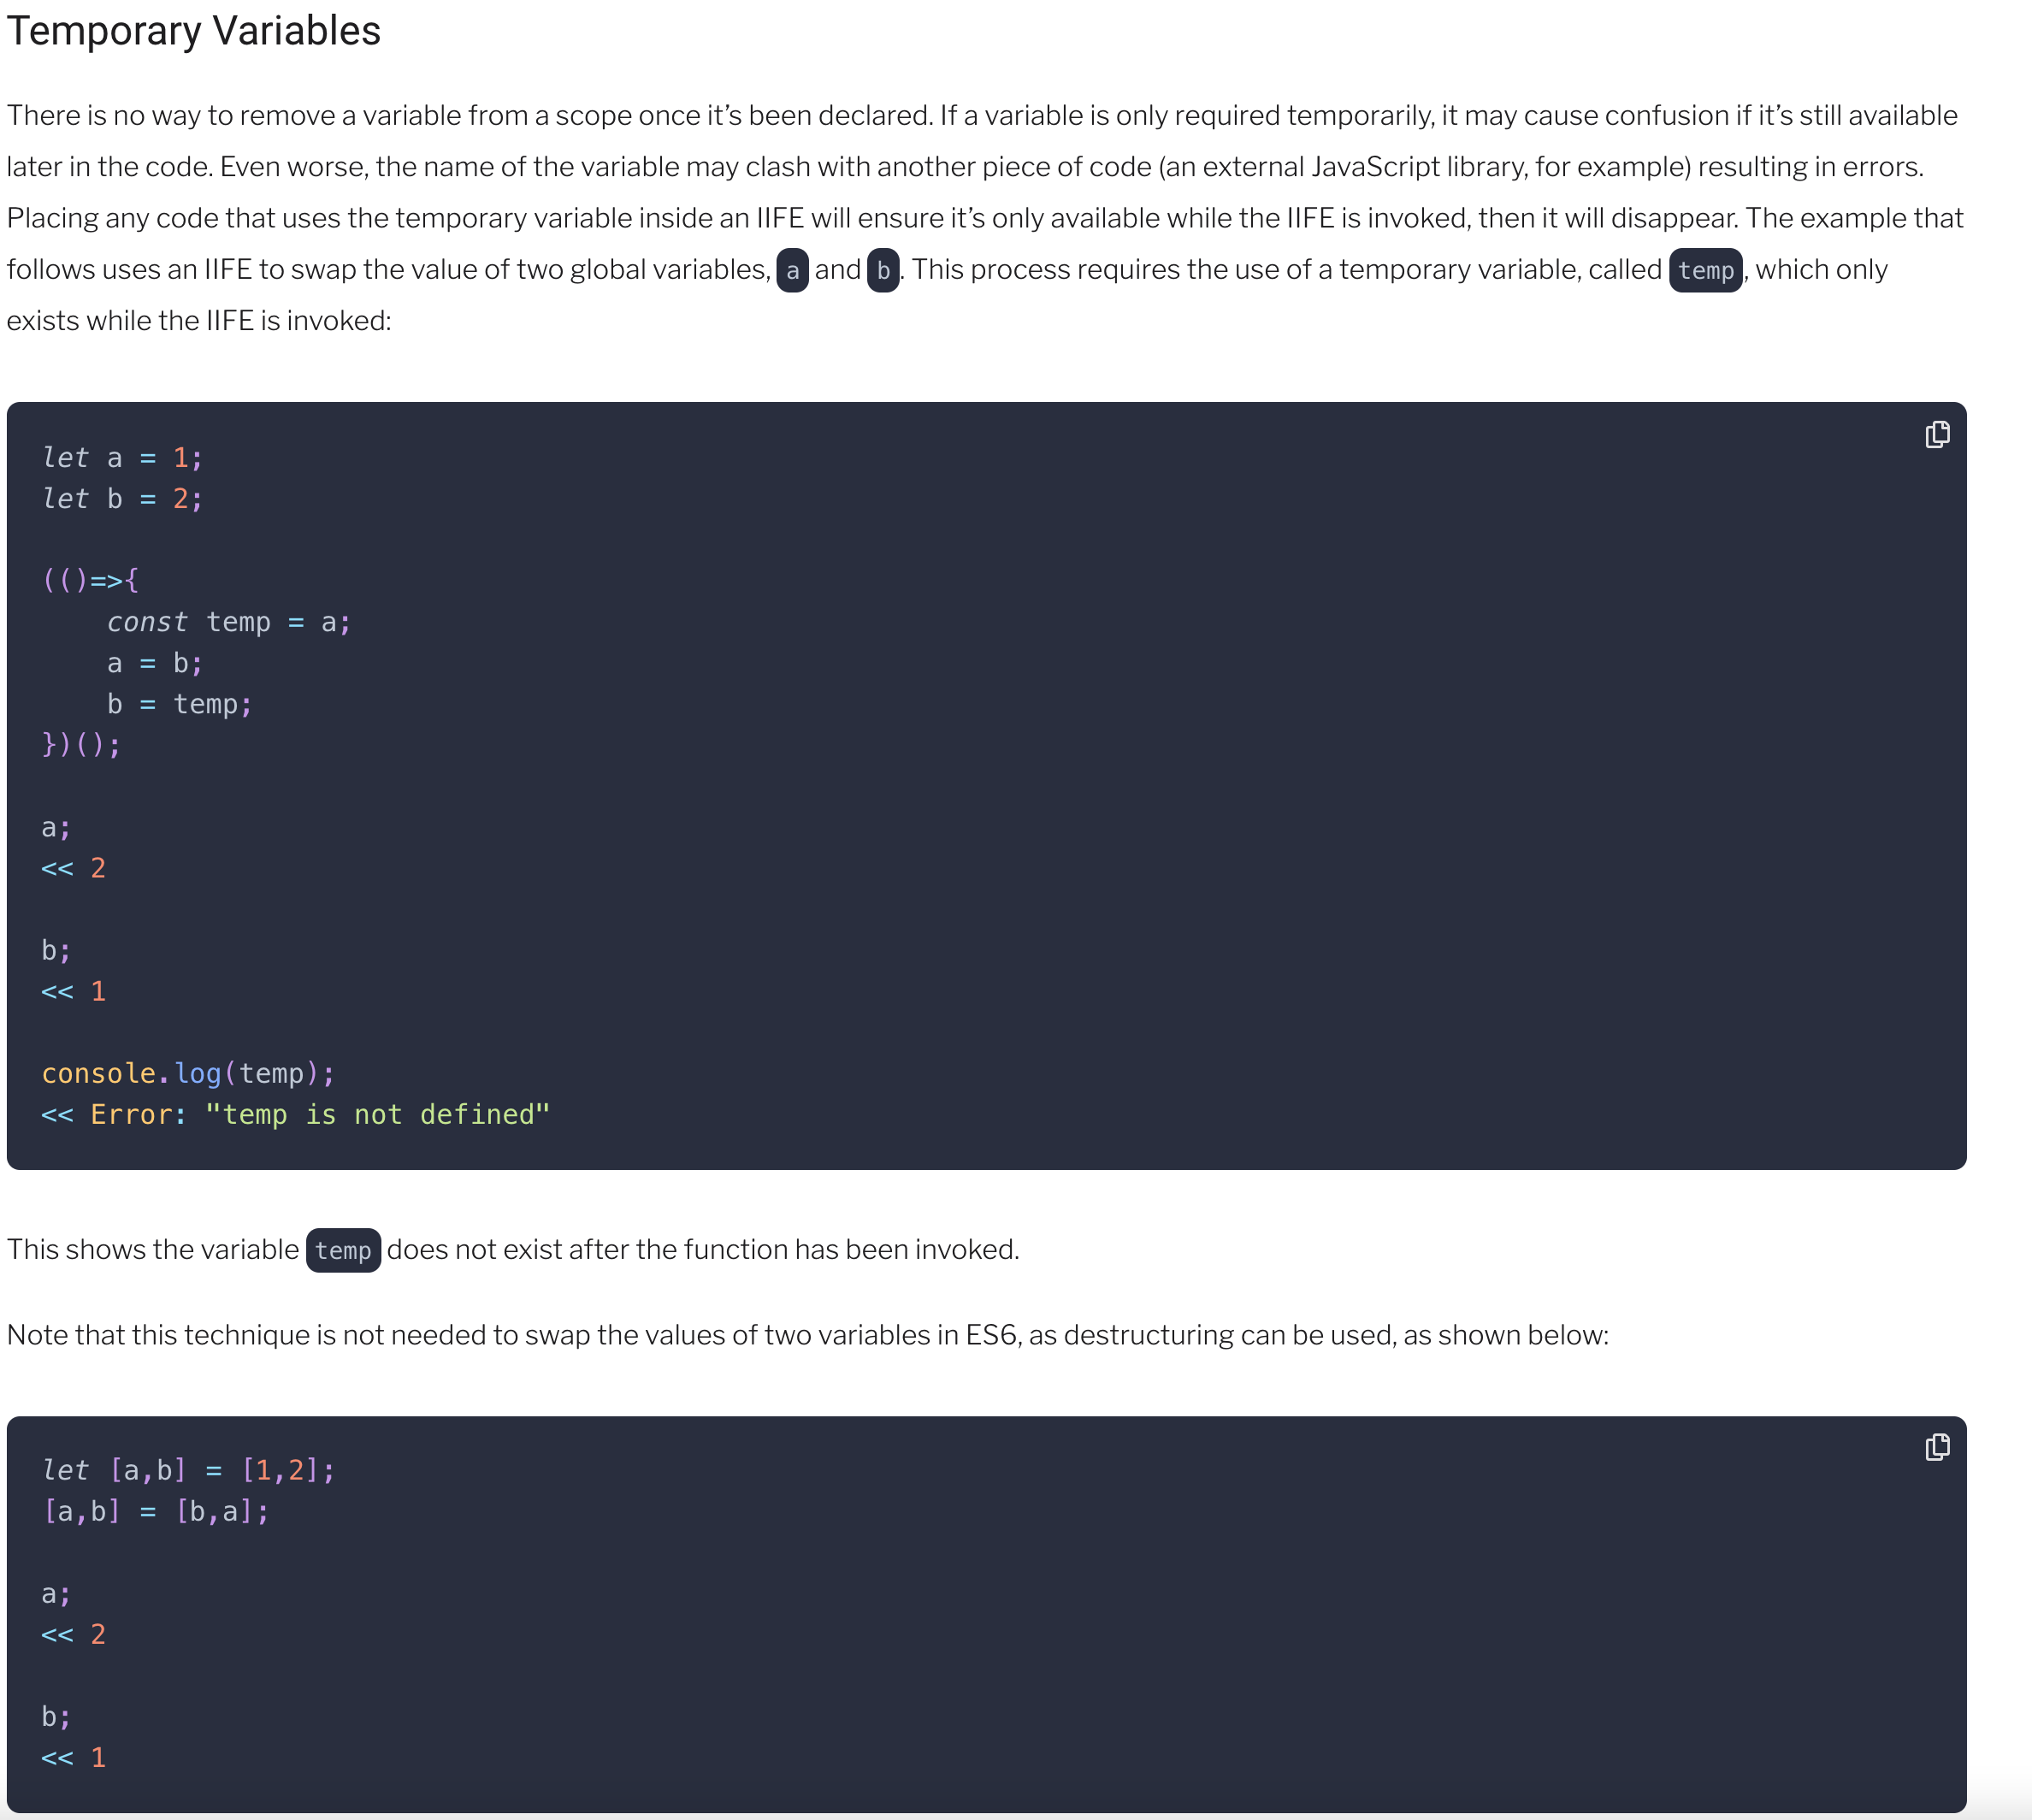 Temporary Variables
There is no way to remove a variable from a scope once it’s been declared. If a variable is only required temporarily, it may cause confusion if it’s still available
later in the code. Even worse, the name of the variable may clash with another piece of code (an external JavaScript library, for example) resulting in errors.
Placing any code that uses the temporary variable inside an IIFE will ensure it’s only available while the IIFE is invoked, then it will disappear. The example that
follows uses an IIFE to swap the value of two global variables, a and b. This process requires the use of a temporary variable, called temp, which only
exists while the IIFE is invoked:
let a = 1;
let b = 2;
(()=>{
    const temp = a;
    a = b;
    b = temp;
})();
a;
<< 2
b;
<< 1
console.log(temp);
<< Error: "temp is not defined"
This shows the variable temp does not exist after the function has been invoked.
Note that this technique is not needed to swap the values of two variables in ES6, as destructuring can be used, as shown below:
let [a,b] = [1,2];
[a,b] = [b,a];
a;
<< 2
b;
<< 1